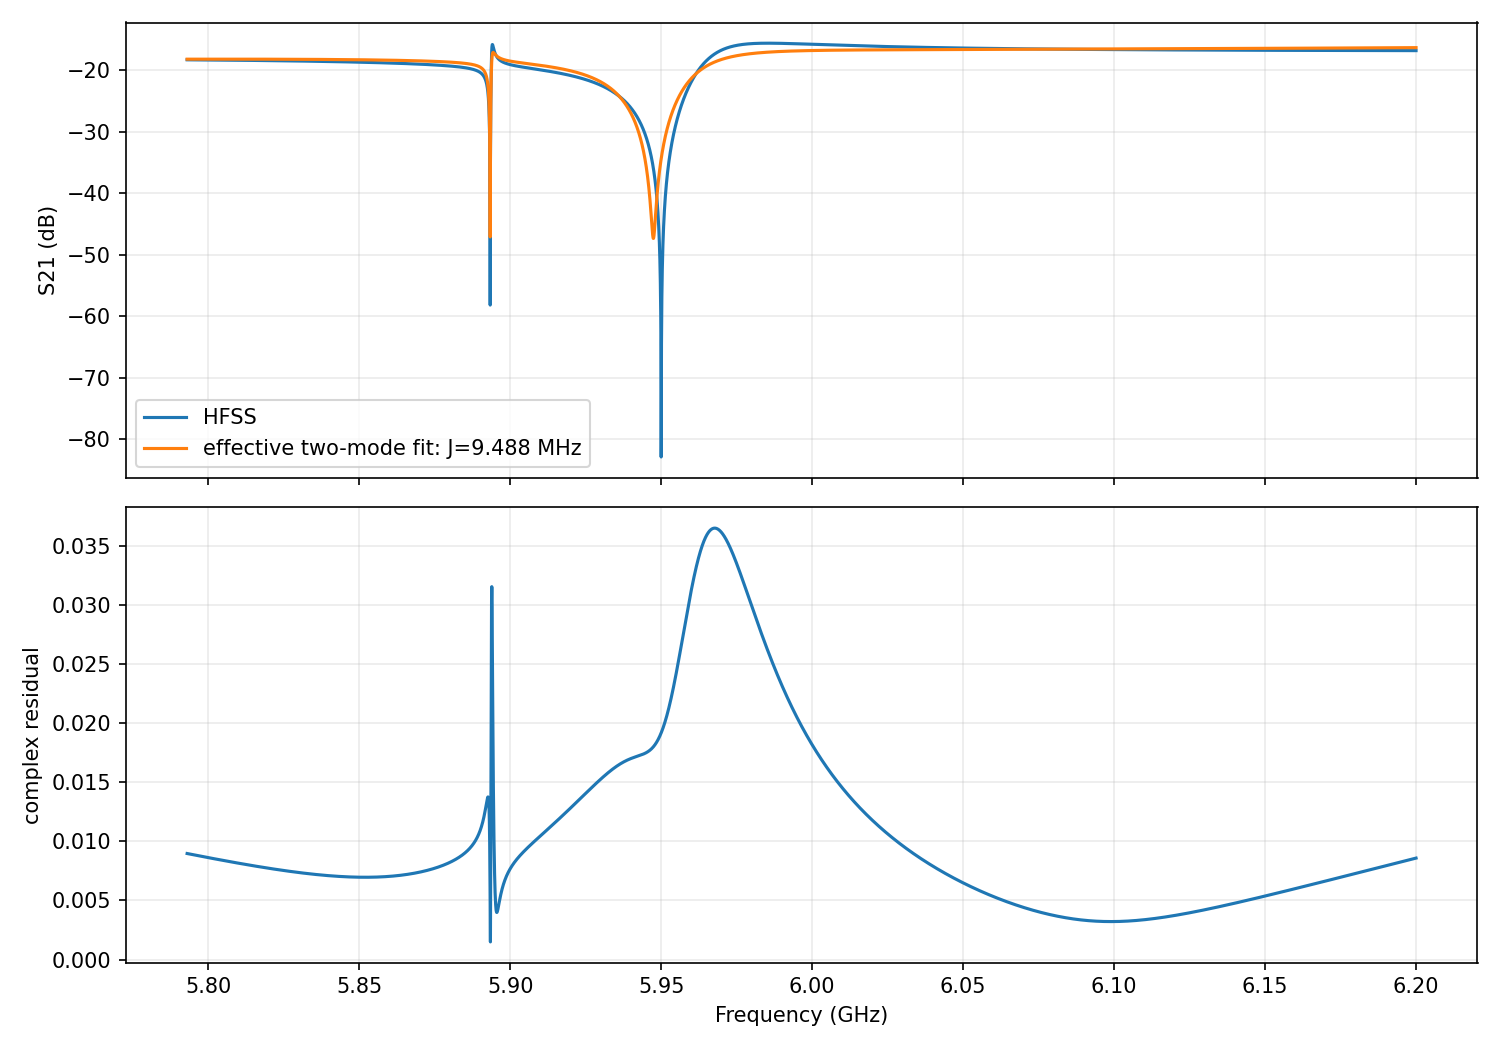 −20
−30
−40
−50
−60
−70
−80
S21 (dB)
HFSS
effective two-mode fit: J=9.488 MHz
0.035
0.030
0.025
0.020
0.015
0.010
0.005
0.000
complex residual
5.80 5.85 5.90 5.95 6.00 6.05 6.10 6.15 6.20
Frequency (GHz)